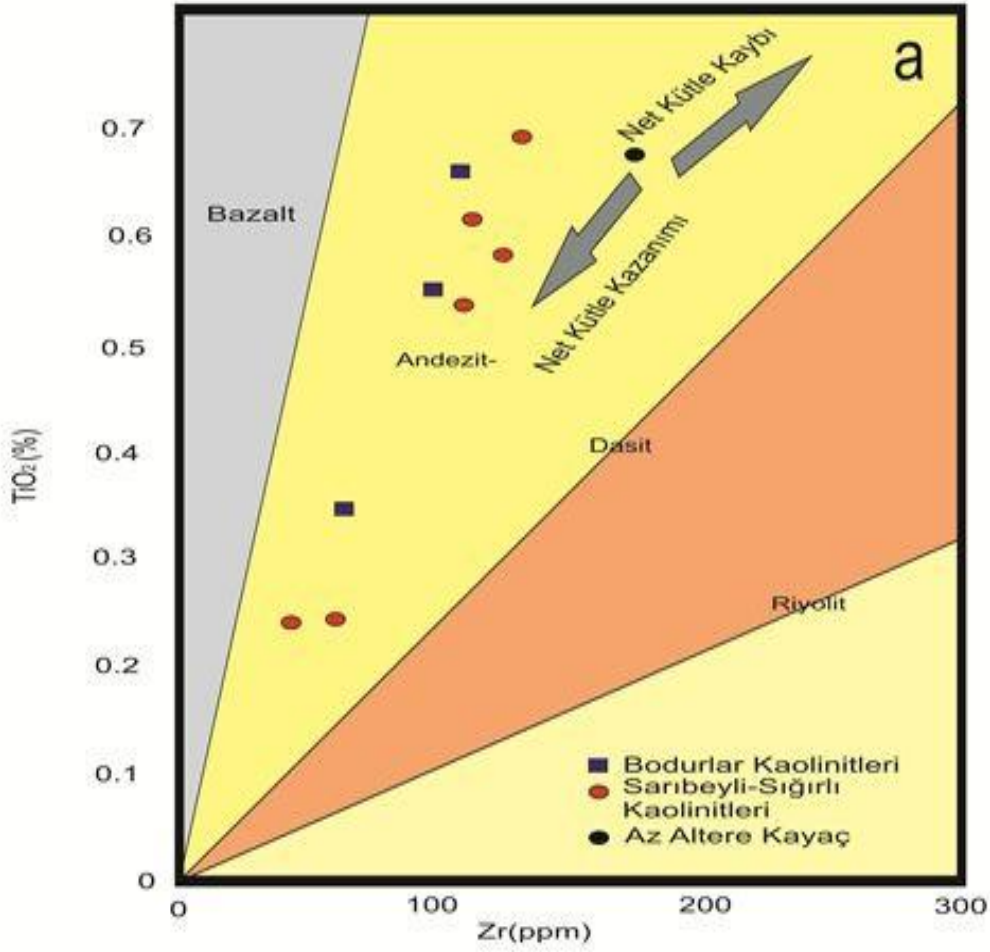 a
Net Kütle Kaybı
0.7
Bazalt
0.6
Net Kütle Kazanımı
0.5
Andezit-
TiO₂(%)
0.4
Dasit
0.3
Riyolit
0.2
0.1
Bodurlar Kaolinitleri
Sarıbeyli-Sığırlı
Kaolinitleri
Az Altere Kayaç
0
0
100
200
300
Zr(ppm)